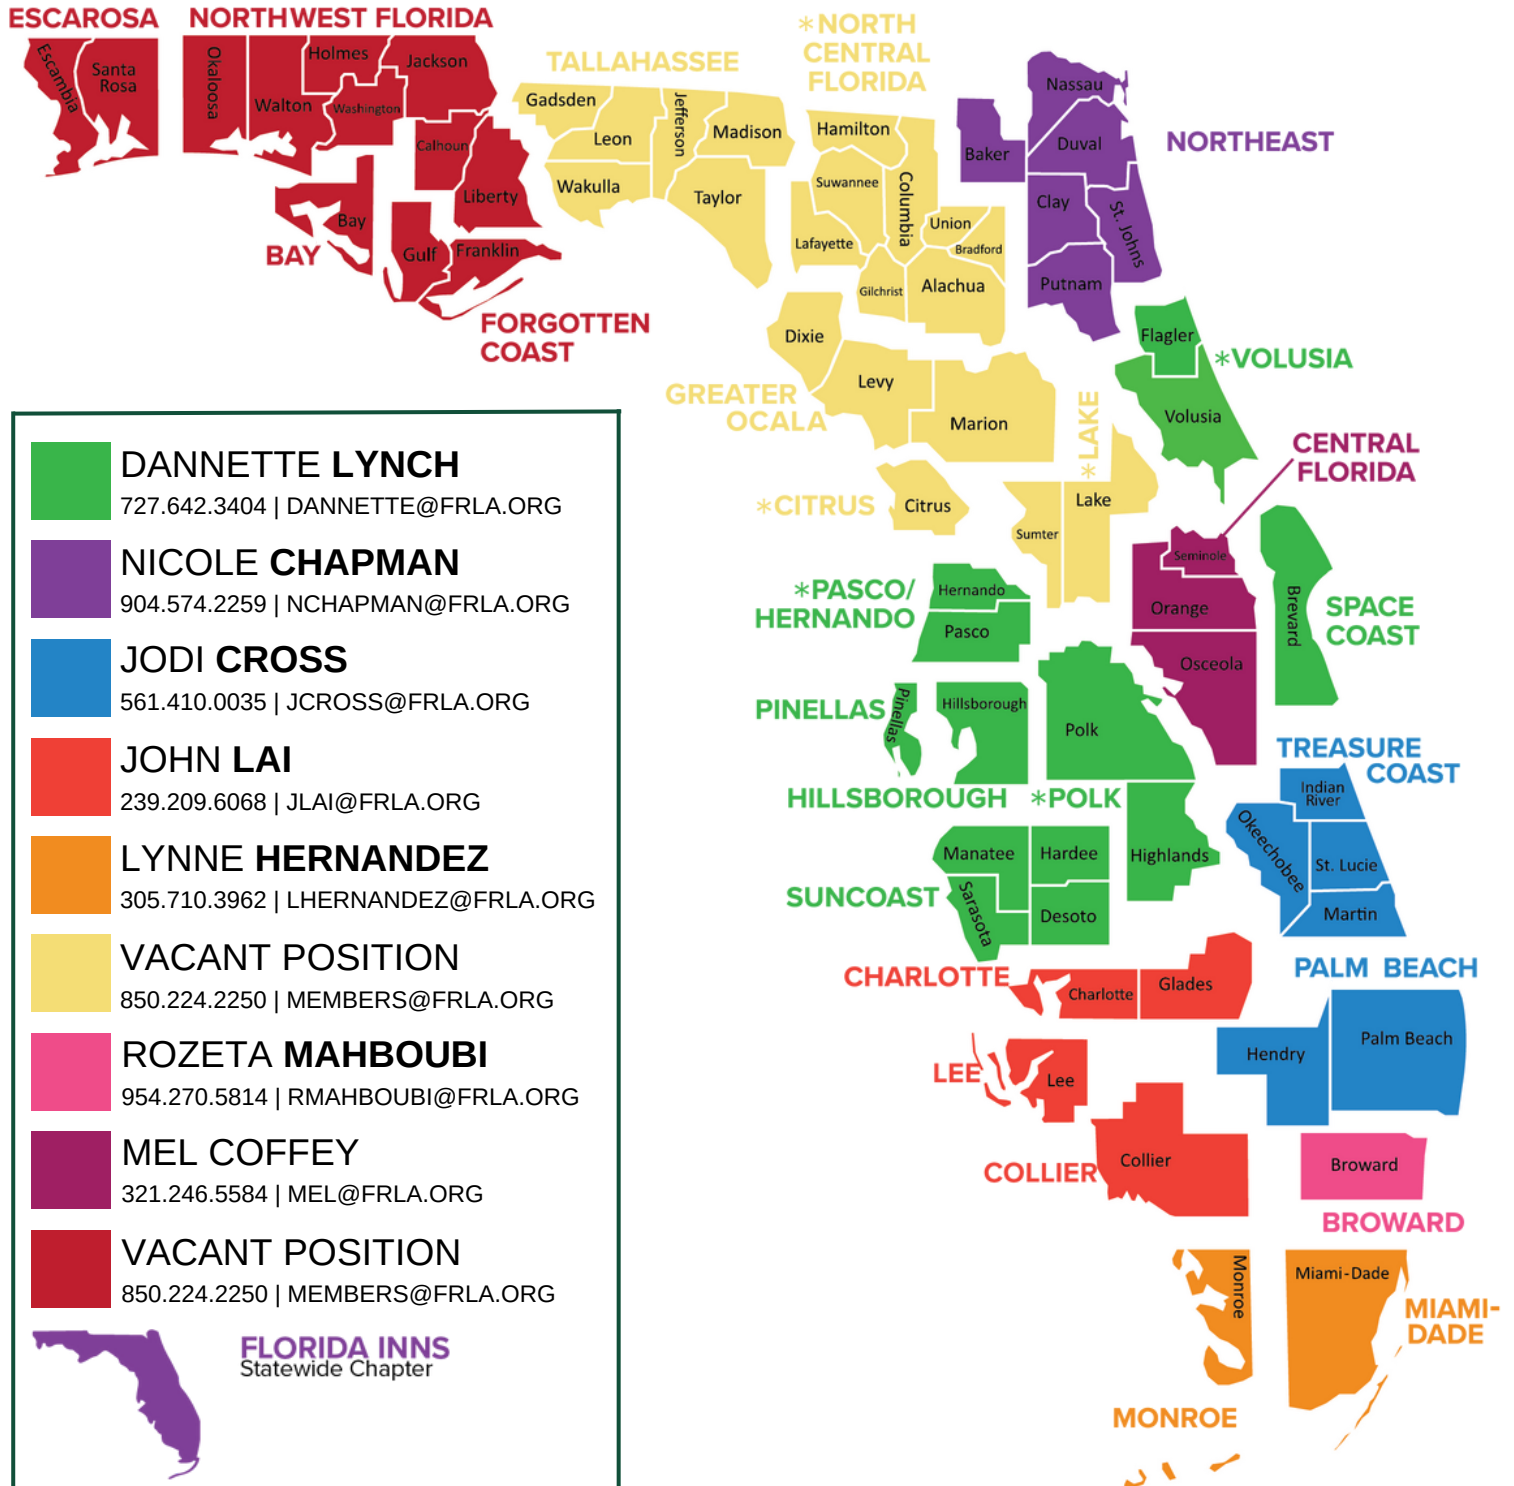 ESCAROSA
Escambia
Santa
Rosa
NORTHWEST FLORIDA
Okaloosa
Walton
Holmes
Washington
Jackson
Calhoun
Liberty
BAY
Bay
Gulf
Franklin
FORGOTTEN
COAST
TALLAHASSEE
Gadsden
Leon
Jefferson
Madison
Wakulla
Taylor
*NORTH
CENTRAL
FLORIDA
Hamilton
Suwannee
Columbia
Lafayette
Union
Bradford
Gilchrist
Alachua
NORTHEAST
Nassau
Baker
Duval
Clay
St. Johns
Putnam
GREATER
OCALA
Dixie
Levy
Marion
*VOLUSIA
Flagler
Volusia
*LAKE
Lake
Sumter
*CITRUS
Citrus
CENTRAL
FLORIDA
Seminole
Orange
Osceola
SPACE
COAST
Brevard
*PASCO/
HERNANDO
Hernando
Pasco
PINELLAS
Pinellas
Hillsborough
HILLSBOROUGH
Polk
*POLK
Highlands
SUNCOAST
Manatee
Hardee
Sarasota
Desoto
TREASURE
COAST
Indian
River
Okeechobee
St. Lucie
Martin
CHARLOTTE
Charlotte
Glades
PALM BEACH
Hendry
Palm Beach
LEE
Lee
COLLIER
Collier
Broward
BROWARD
Monroe
MONROE
Miami-Dade
MIAMI-
DADE
DANNETTE LYNCH
727.642.3404 | DANNETTE@FRLA.ORG
NICOLE CHAPMAN
904.574.2259 | NCHAPMAN@FRLA.ORG
JODI CROSS
561.410.0035 | JCROSS@FRLA.ORG
JOHN LAI
239.209.6068 | JLAI@FRLA.ORG
LYNNE HERNANDEZ
305.710.3962 | LHERNANDEZ@FRLA.ORG
VACANT POSITION
850.224.2250 | MEMBERS@FRLA.ORG
ROZETA MAHBOUBI
954.270.5814 | RMAHBOUBI@FRLA.ORG
MEL COFFEY
321.246.5584 | MEL@FRLA.ORG
VACANT POSITION
850.224.2250 | MEMBERS@FRLA.ORG
FLORIDA INNS
Statewide Chapter